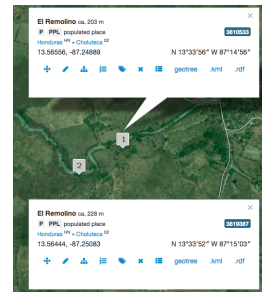 ×
El Remolino ca. 203 m
P PPL populated place 3610533
Honduras HN » Choluteca 02
13.56556, -87.24889 N 13°33′56″ W 87°14′56″
geotree .kml .rdf
1
2
×
El Remolino ca. 228 m
P PPL populated place 3619367
Honduras HN » Choluteca 02
13.56444, -87.25083 N 13°33′52″ W 87°15′03″
geotree .kml .rdf